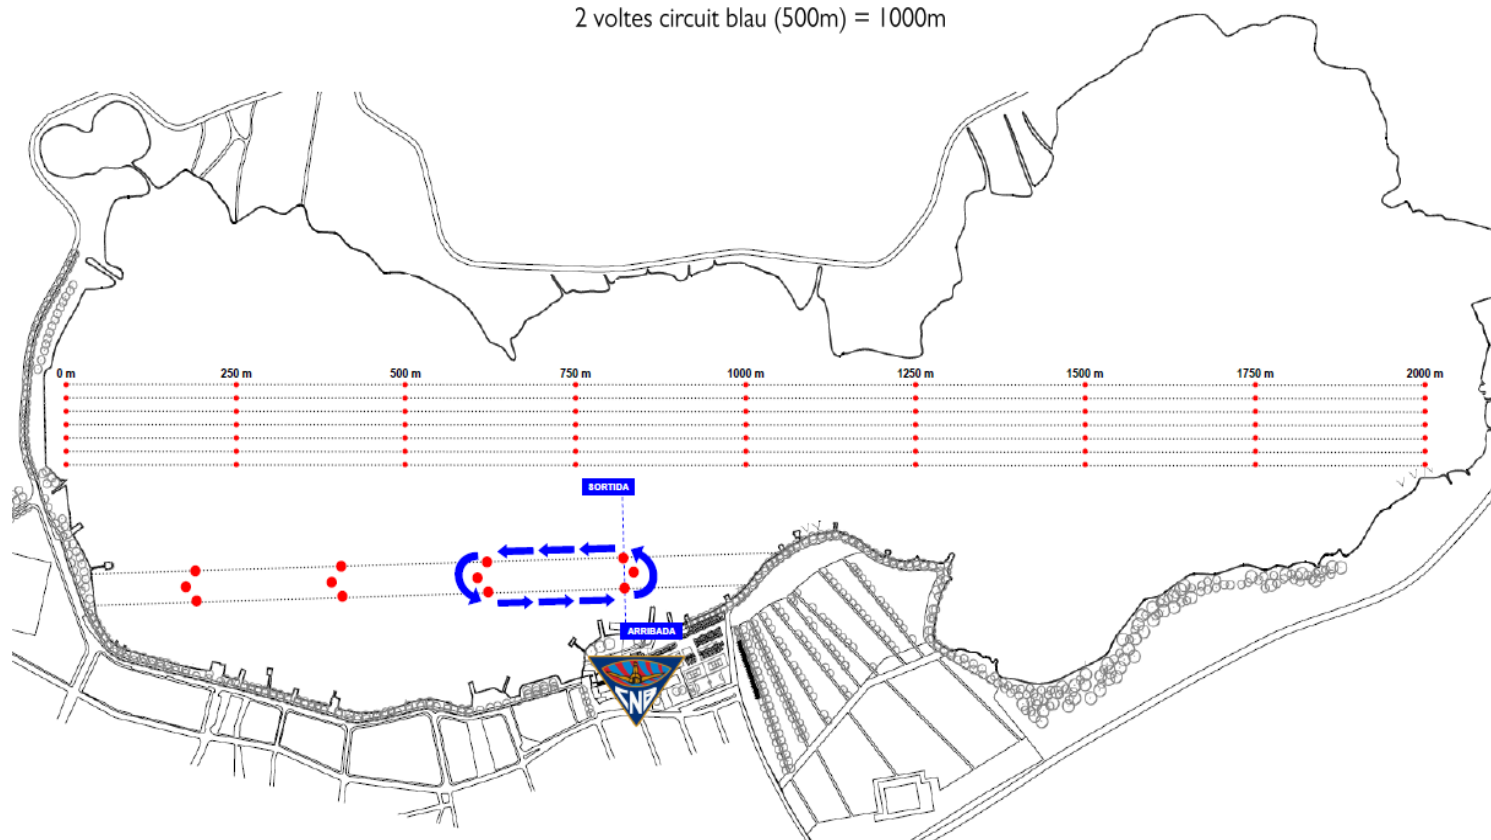 2 voltes circuit blau (500m) = 1000m
0 m 250 m 500 m 750 m 1000 m 1250 m 1500 m 1750 m 2000 m
SORTIDA
ARRIBADA
CNB